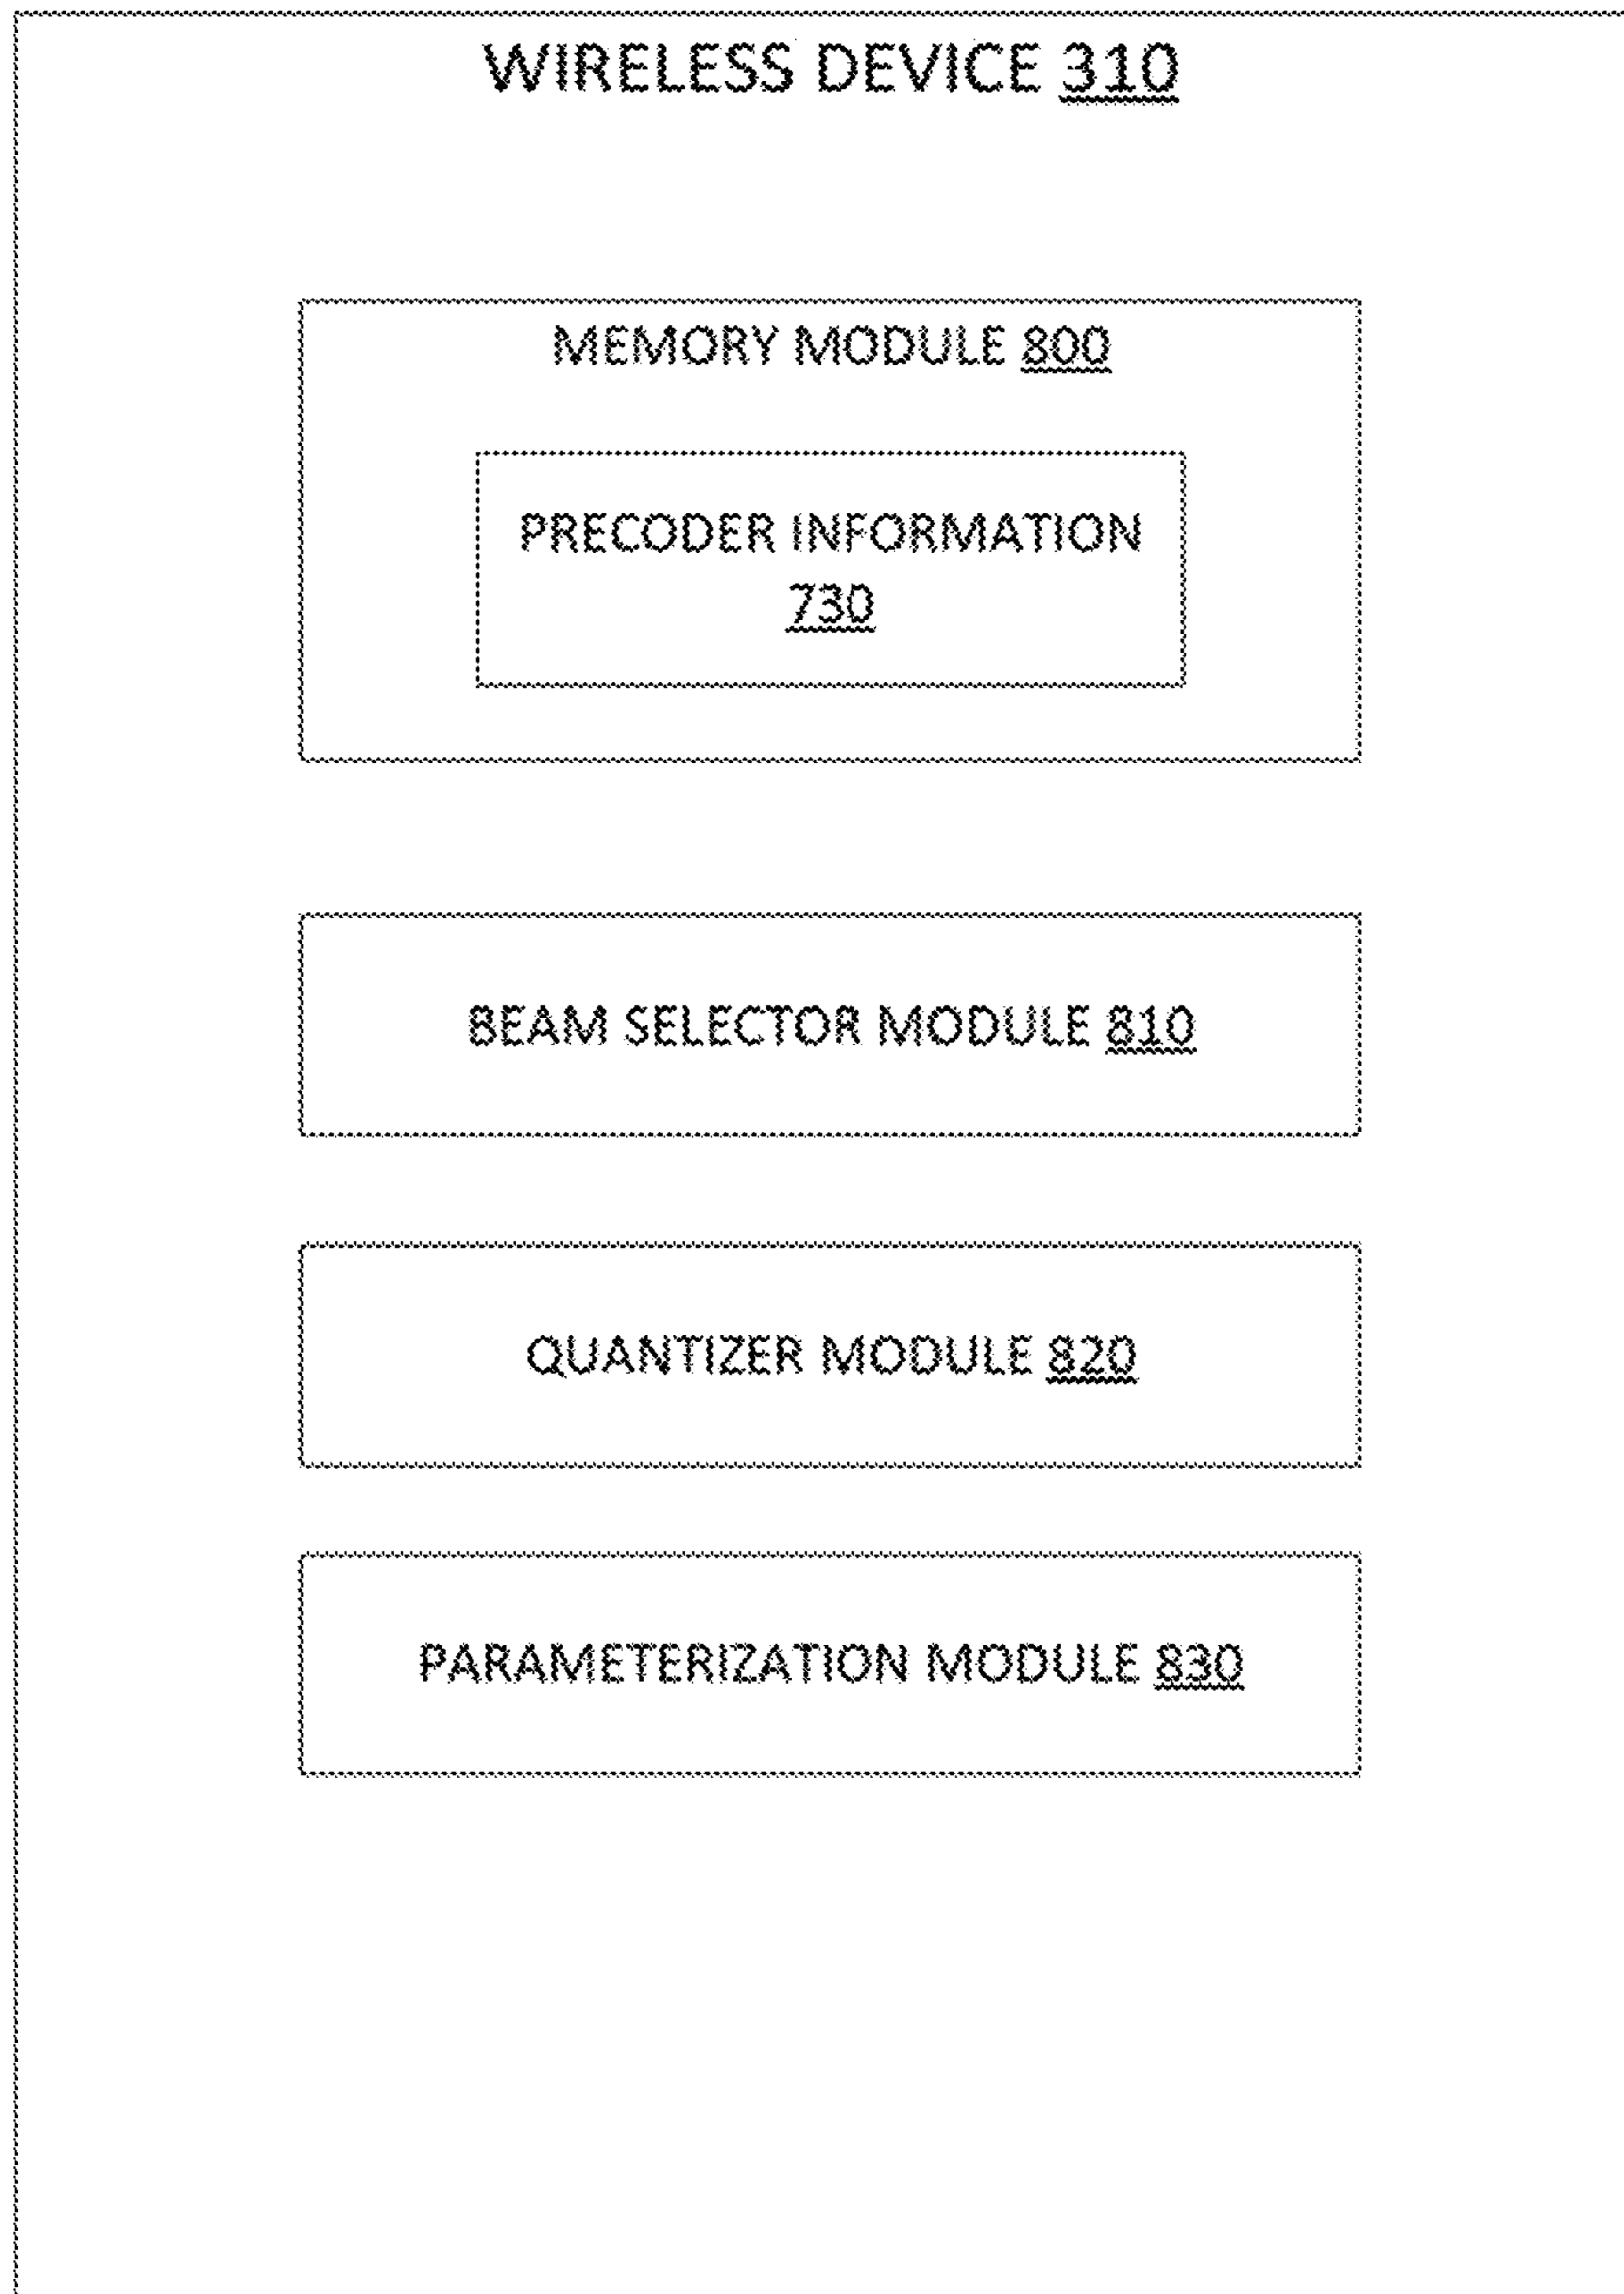 WIRELESS DEVICE 310
MEMORY MODULE 800
PRECODER INFORMATION
730
BEAM SELECTOR MODULE 810
QUANTIZER MODULE 820
PARAMETERIZATION MODULE 830